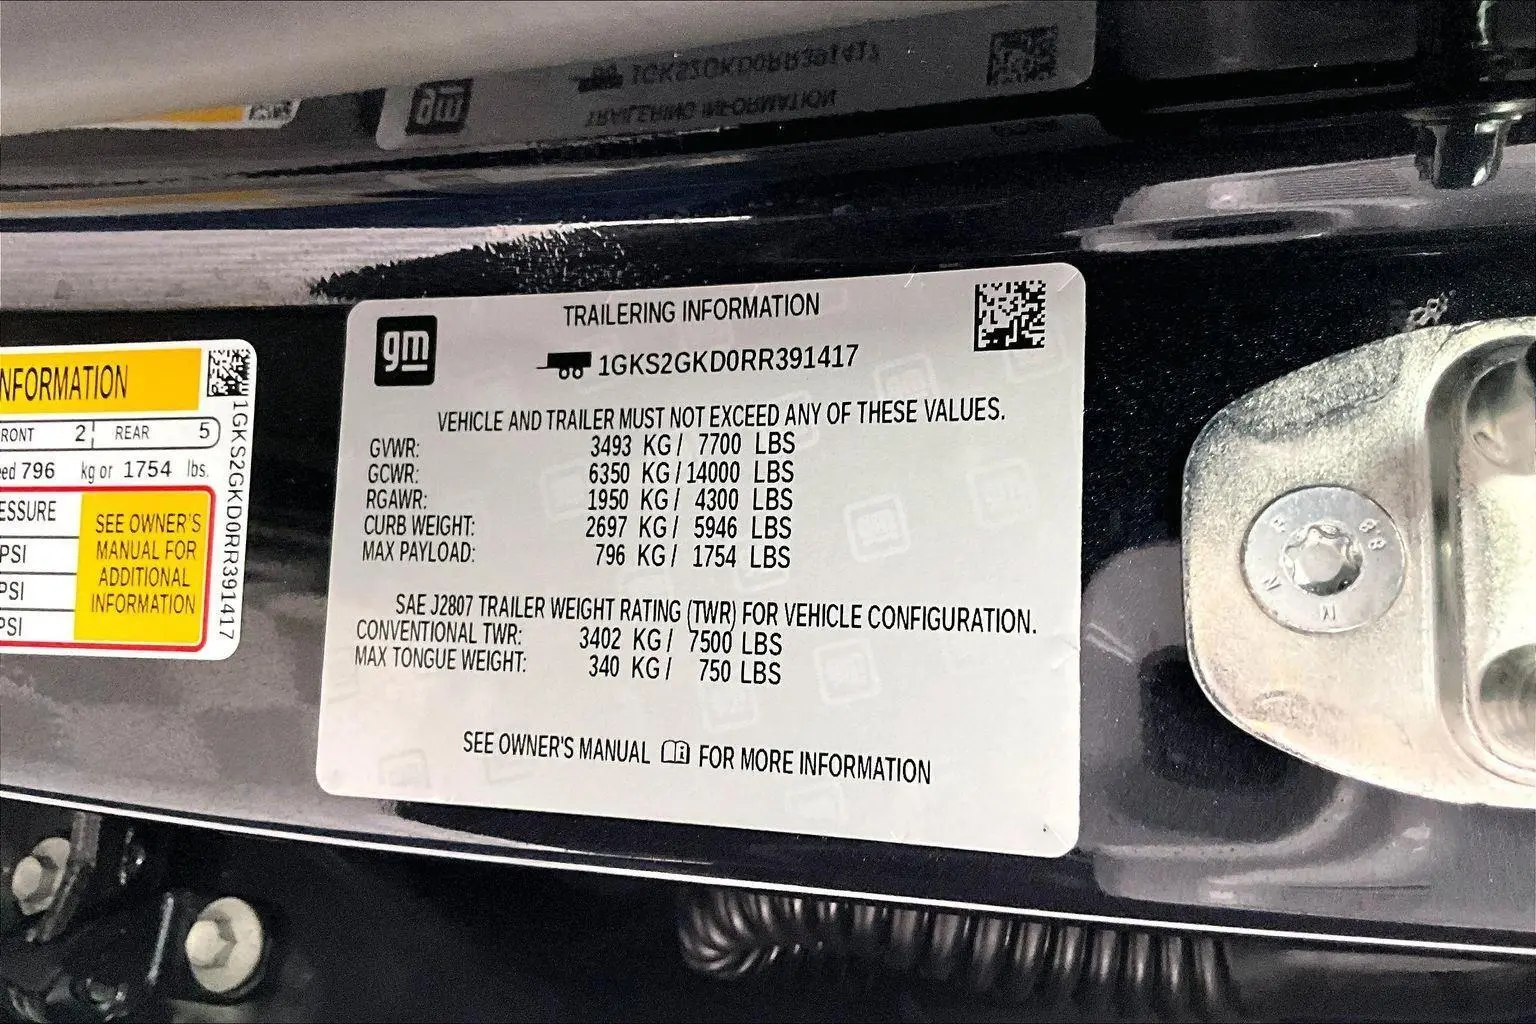 1GKS2GKD0RR391417
TRAILERING INFORMATION
gm
TRAILERING INFORMATION
1GKS2GKD0RR391417
VEHICLE AND TRAILER MUST NOT EXCEED ANY OF THESE VALUES.
GVWR: 3493 KG/ 7700 LBS
GCWR: 6350 KG/14000 LBS
RGAWR: 1950 KG/ 4300 LBS
CURB WEIGHT: 2697 KG/ 5946 LBS
MAX PAYLOAD: 796 KG/ 1754 LBS
SAE J2807 TRAILER WEIGHT RATING (TWR) FOR VEHICLE CONFIGURATION.
CONVENTIONAL TWR: 3402 KG/ 7500 LBS
MAX TONGUE WEIGHT: 340 KG/ 750 LBS
SEE OWNER'S MANUAL FOR MORE INFORMATION
NFORMATION
RONT 2 REAR 5
eed 796 kg or 1754 lbs.
ESSURE
PSI
PSI
PSI
SEE OWNER'S
MANUAL FOR
ADDITIONAL
INFORMATION
1GKS2GKD0RR391417